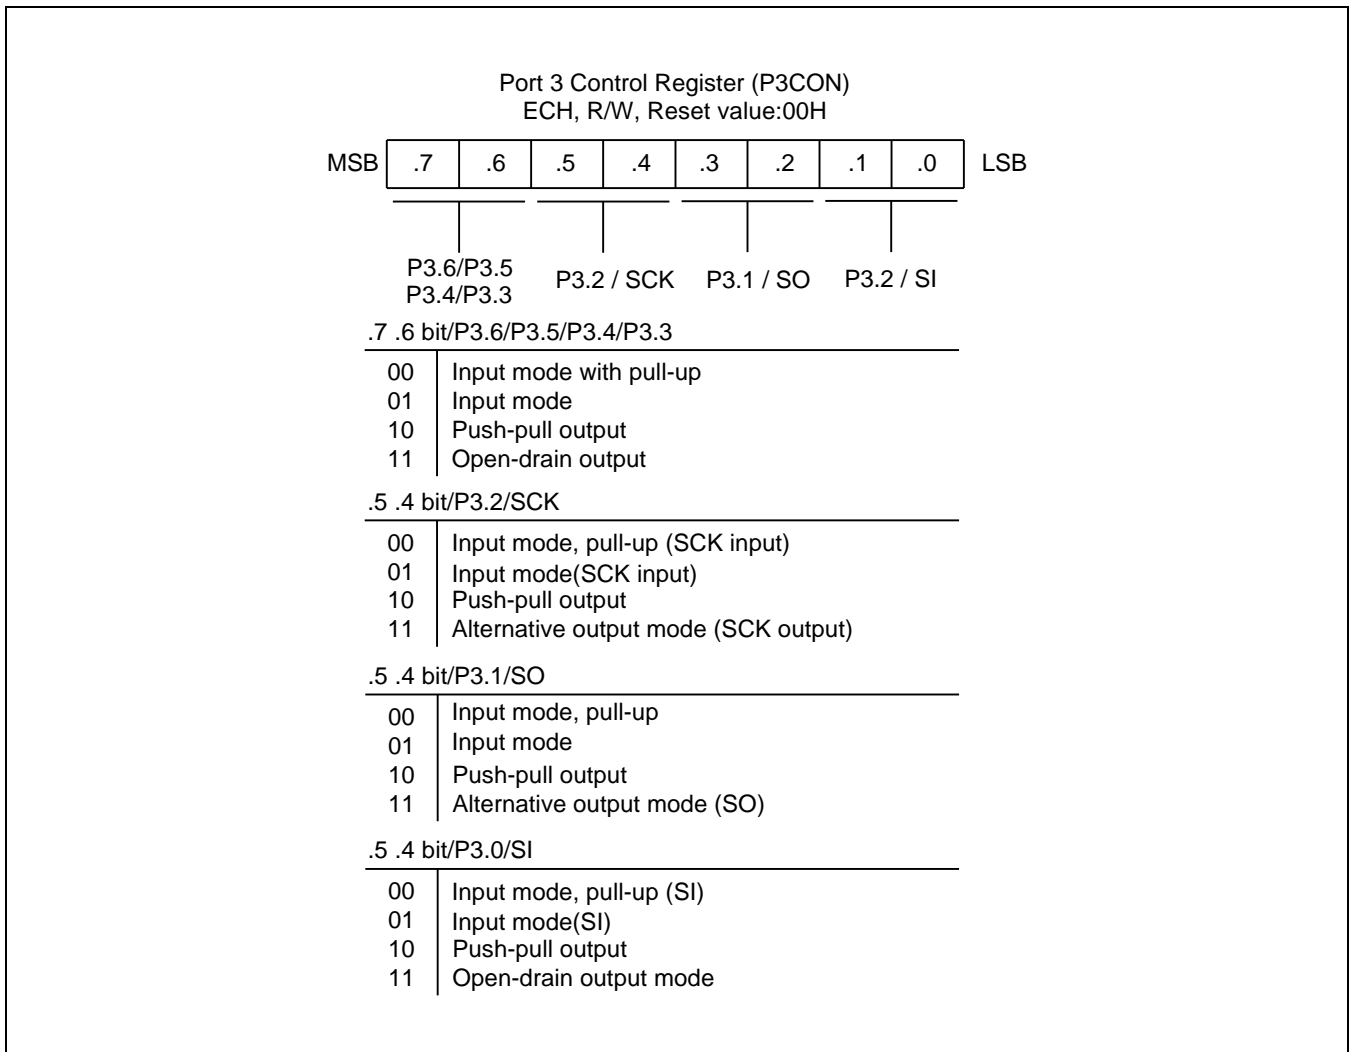 Port 3 Control Register (P3CON)
ECH, R/W, Reset value:00H
MSB .7 .6 .5 .4 .3 .2 .1 .0 LSB
P3.6/P3.5
P3.4/P3.3
P3.2 / SCK
P3.1 / SO
P3.2 / SI
.7 .6 bit/P3.6/P3.5/P3.4/P3.3
00 Input mode with pull-up
01 Input mode
10 Push-pull output
11 Open-drain output
.5 .4 bit/P3.2/SCK
00 Input mode, pull-up (SCK input)
01 Input mode(SCK input)
10 Push-pull output
11 Alternative output mode (SCK output)
.5 .4 bit/P3.1/SO
00 Input mode, pull-up
01 Input mode
10 Push-pull output
11 Alternative output mode (SO)
.5 .4 bit/P3.0/SI
00 Input mode, pull-up (SI)
01 Input mode(SI)
10 Push-pull output
11 Open-drain output mode